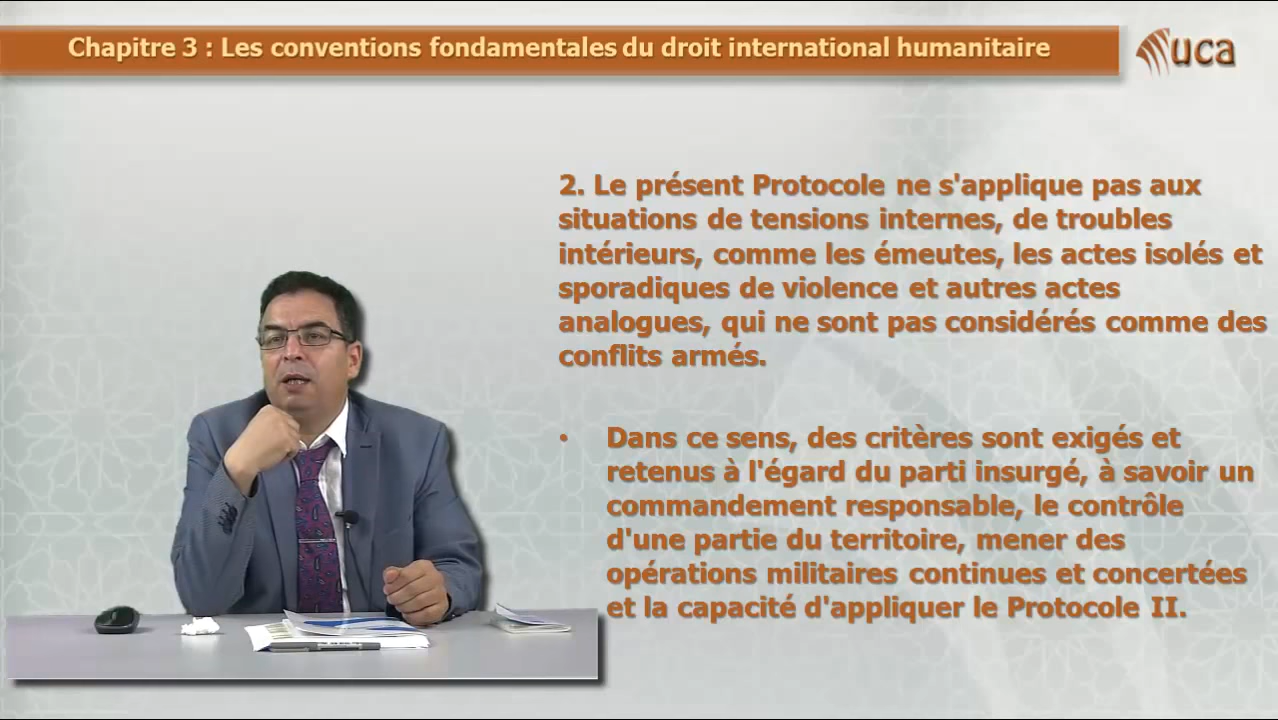 Chapitre 3 : Les conventions fondamentales du droit international humanitaire
uca
2. Le présent Protocole ne s'applique pas aux
situations de tensions internes, de troubles
intérieurs, comme les émeutes, les actes isolés et
sporadiques de violence et autres actes
analogues, qui ne sont pas considérés comme des
conflits armés.
• Dans ce sens, des critères sont exigés et
retenus à l'égard du parti insurgé, à savoir un
commandement responsable, le contrôle
d'une partie du territoire, mener des
opérations militaires continues et concertées
et la capacité d'appliquer le Protocole II.